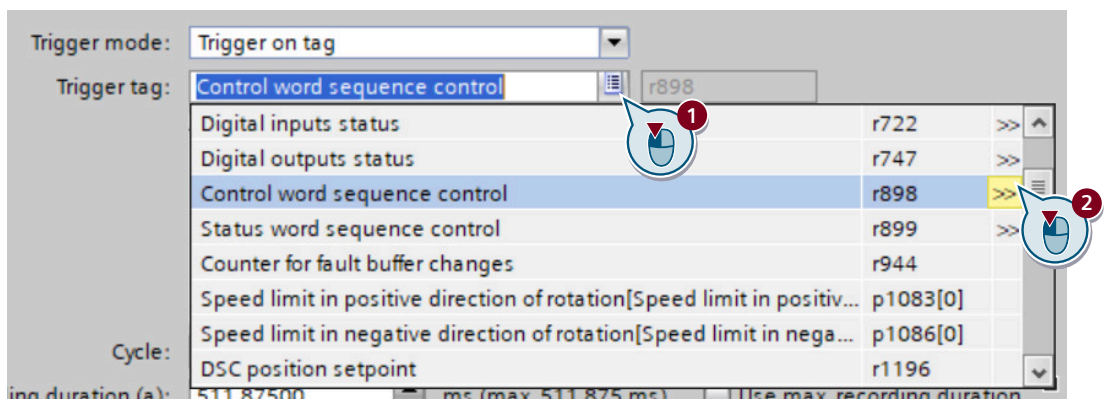 Trigger mode: Trigger on tag
Trigger tag: Control word sequence control r898
1
Digital inputs status r722 >>
Digital outputs status r747 >>
Control word sequence control r898 >>
2
Status word sequence control r899 >>
Counter for fault buffer changes r944
Speed limit in positive direction of rotation[Speed limit in positiv... p1083[0]
Speed limit in negative direction of rotation[Speed limit in nega... p1086[0]
Cycle:
DSC position setpoint r1196
ing duration (a): 511.87500 ms (max. 511.875 ms) Use max. recording duration